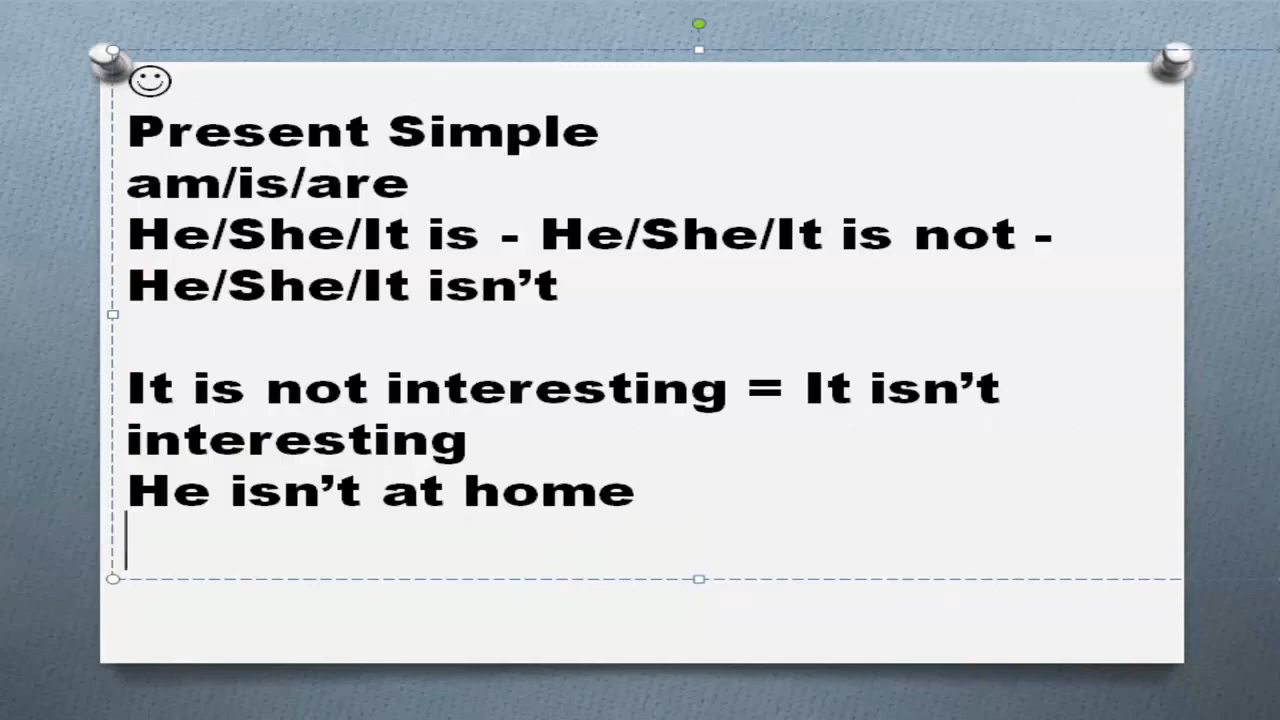 Present Simple
am/is/are
He/She/It is - He/She/It is not -
He/She/It isn’t
It is not interesting = It isn’t
interesting
He isn’t at home